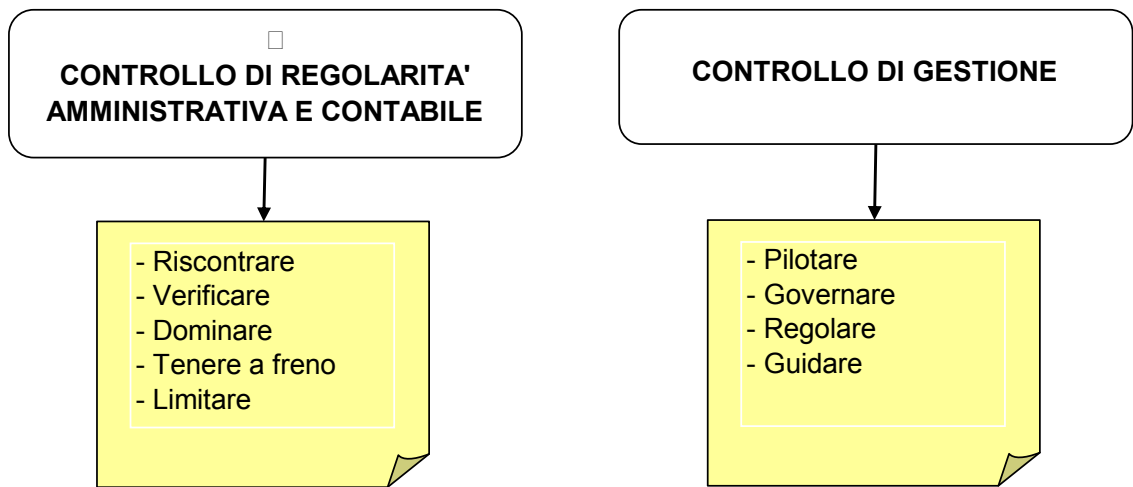 CONTROLLO DI REGOLARITA'
AMMINISTRATIVA E CONTABILE
- Riscontrare
- Verificare
- Dominare
- Tenere a freno
- Limitare
CONTROLLO DI GESTIONE
- Pilotare
- Governare
- Regolare
- Guidare